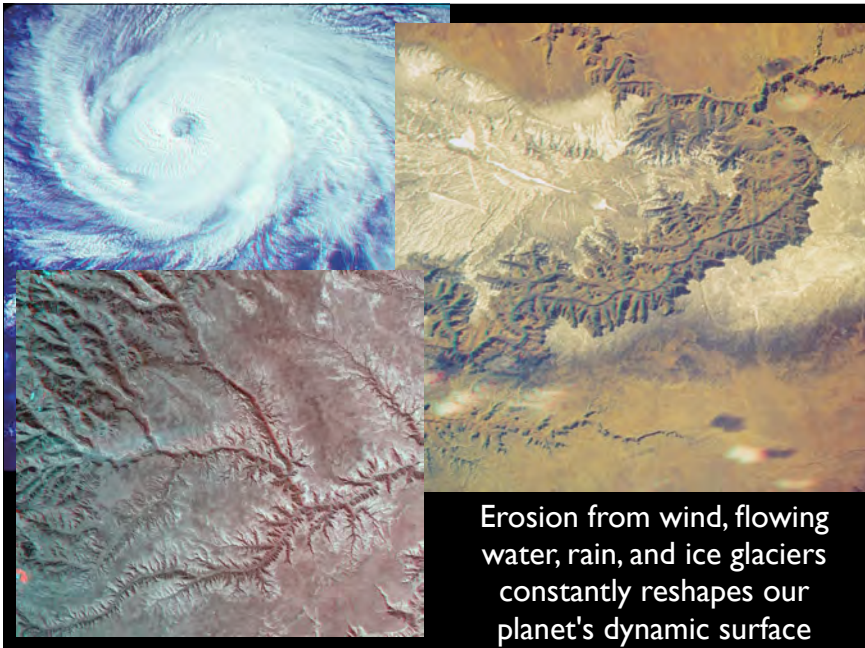 Erosion from wind, flowing
water, rain, and ice glaciers
constantly reshapes our
planet's dynamic surface